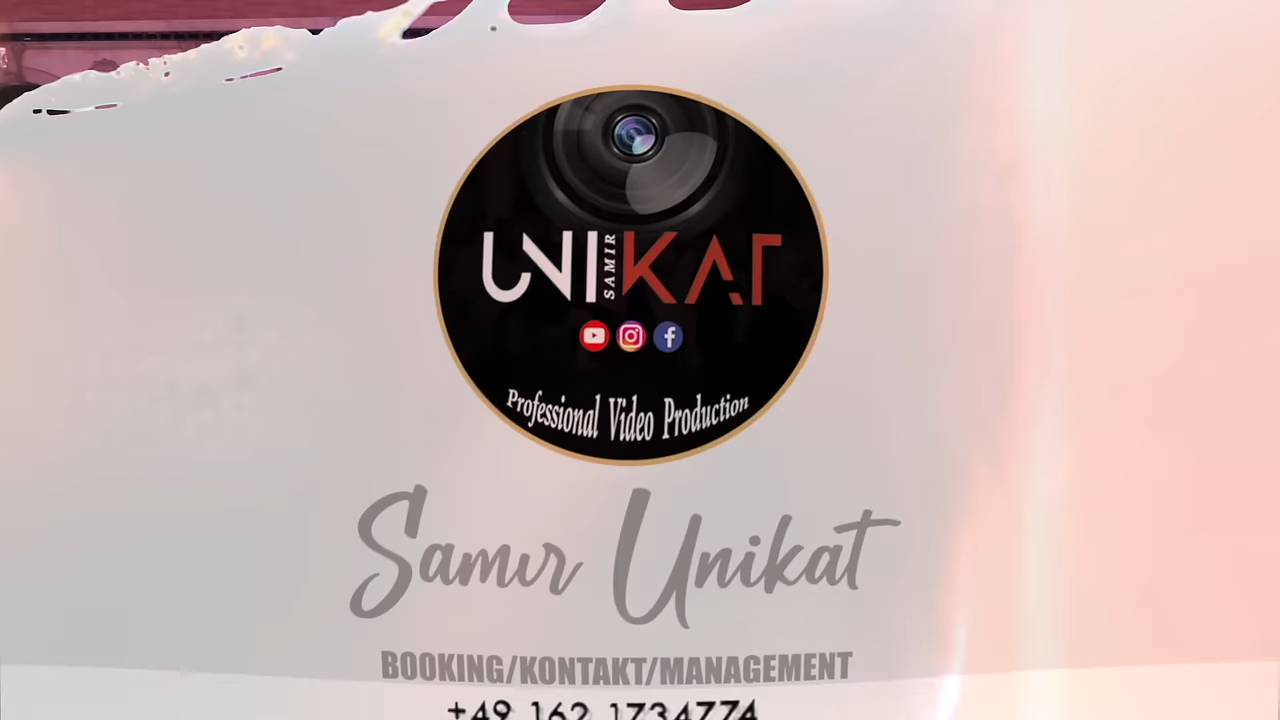 UNI SAMIR KAT
Professional Video Production
Samir Unikat
BOOKING/KONTAKT/MANAGEMENT
+49 162 1734774